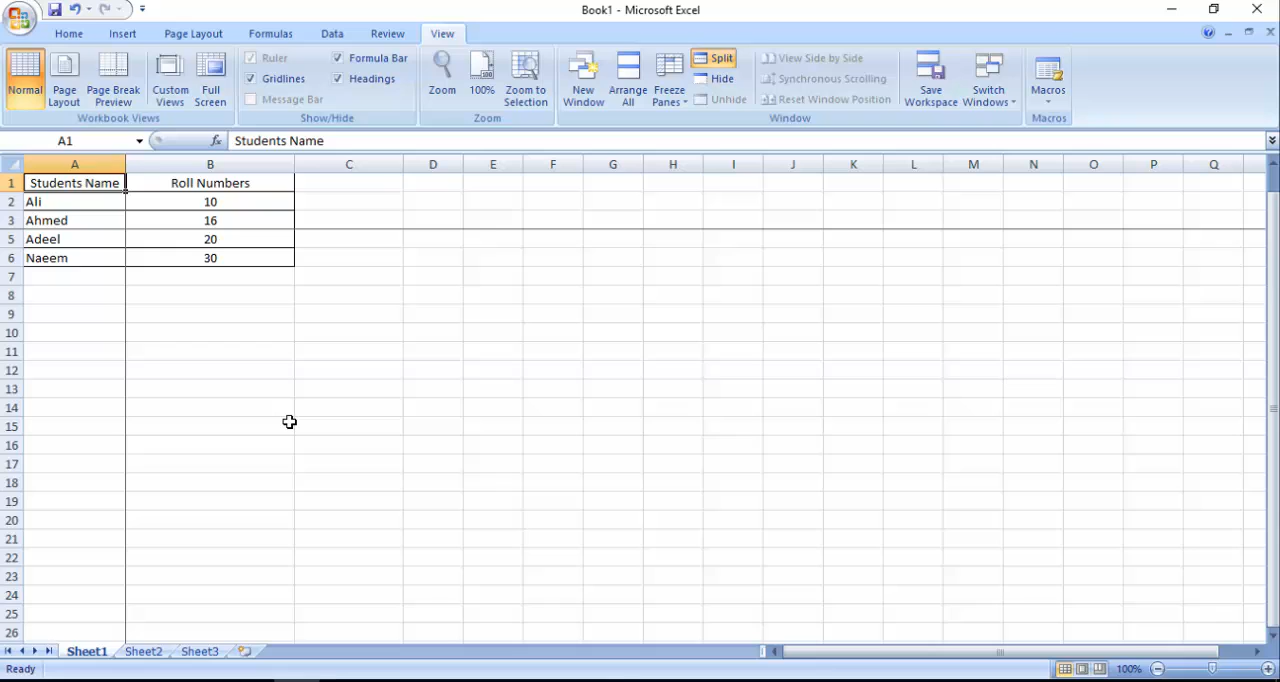 Book1 - Microsoft Excel
Home Insert Page Layout Formulas Data Review View
Normal Page Layout Page Break Preview Custom Views Full Screen
Workbook Views
Ruler Formula Bar
Gridlines Headings
Message Bar
Show/Hide
Zoom 100% Zoom to Selection
Zoom
New Window Arrange All Freeze Panes
Split
Hide
Unhide
View Side by Side
Synchronous Scrolling
Reset Window Position
Save Workspace Switch Windows
Window
Macros
Macros
A1 fx Students Name
A B C D E F G H I J K L M N O P Q
1 Students Name Roll Numbers
2 Ali 10
3 Ahmed 16
5 Adeel 20
6 Naeem 30
7
8
9
10
11
12
13
14
15
16
17
18
19
20
21
22
23
24
25
26
Sheet1 Sheet2 Sheet3
Ready 100%